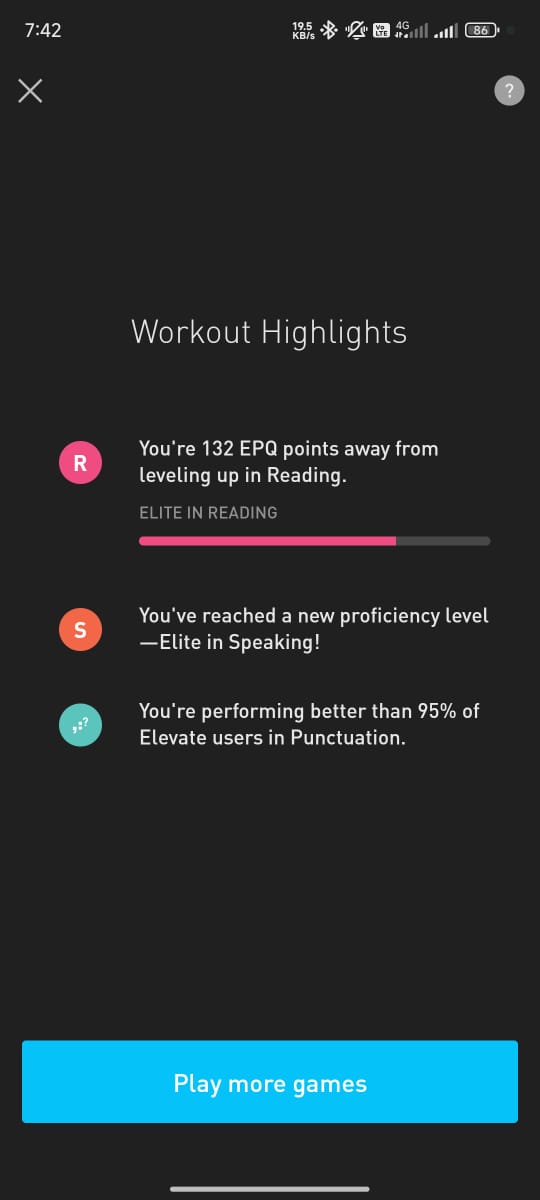 7:42
19.5
KB/s
Vo
LTE
4G
86
?
Workout Highlights
R
You're 132 EPQ points away from
leveling up in Reading.
ELITE IN READING
S
You've reached a new proficiency level
—Elite in Speaking!
,:?
You're performing better than 95% of
Elevate users in Punctuation.
Play more games